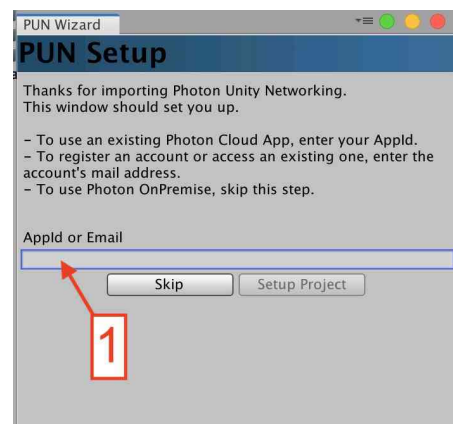 PUN Wizard
PUN Setup
Thanks for importing Photon Unity Networking.
This window should set you up.
– To use an existing Photon Cloud App, enter your AppId.
– To register an account or access an existing one, enter the
account's mail address.
– To use Photon OnPremise, skip this step.
AppId or Email
Skip
Setup Project
1